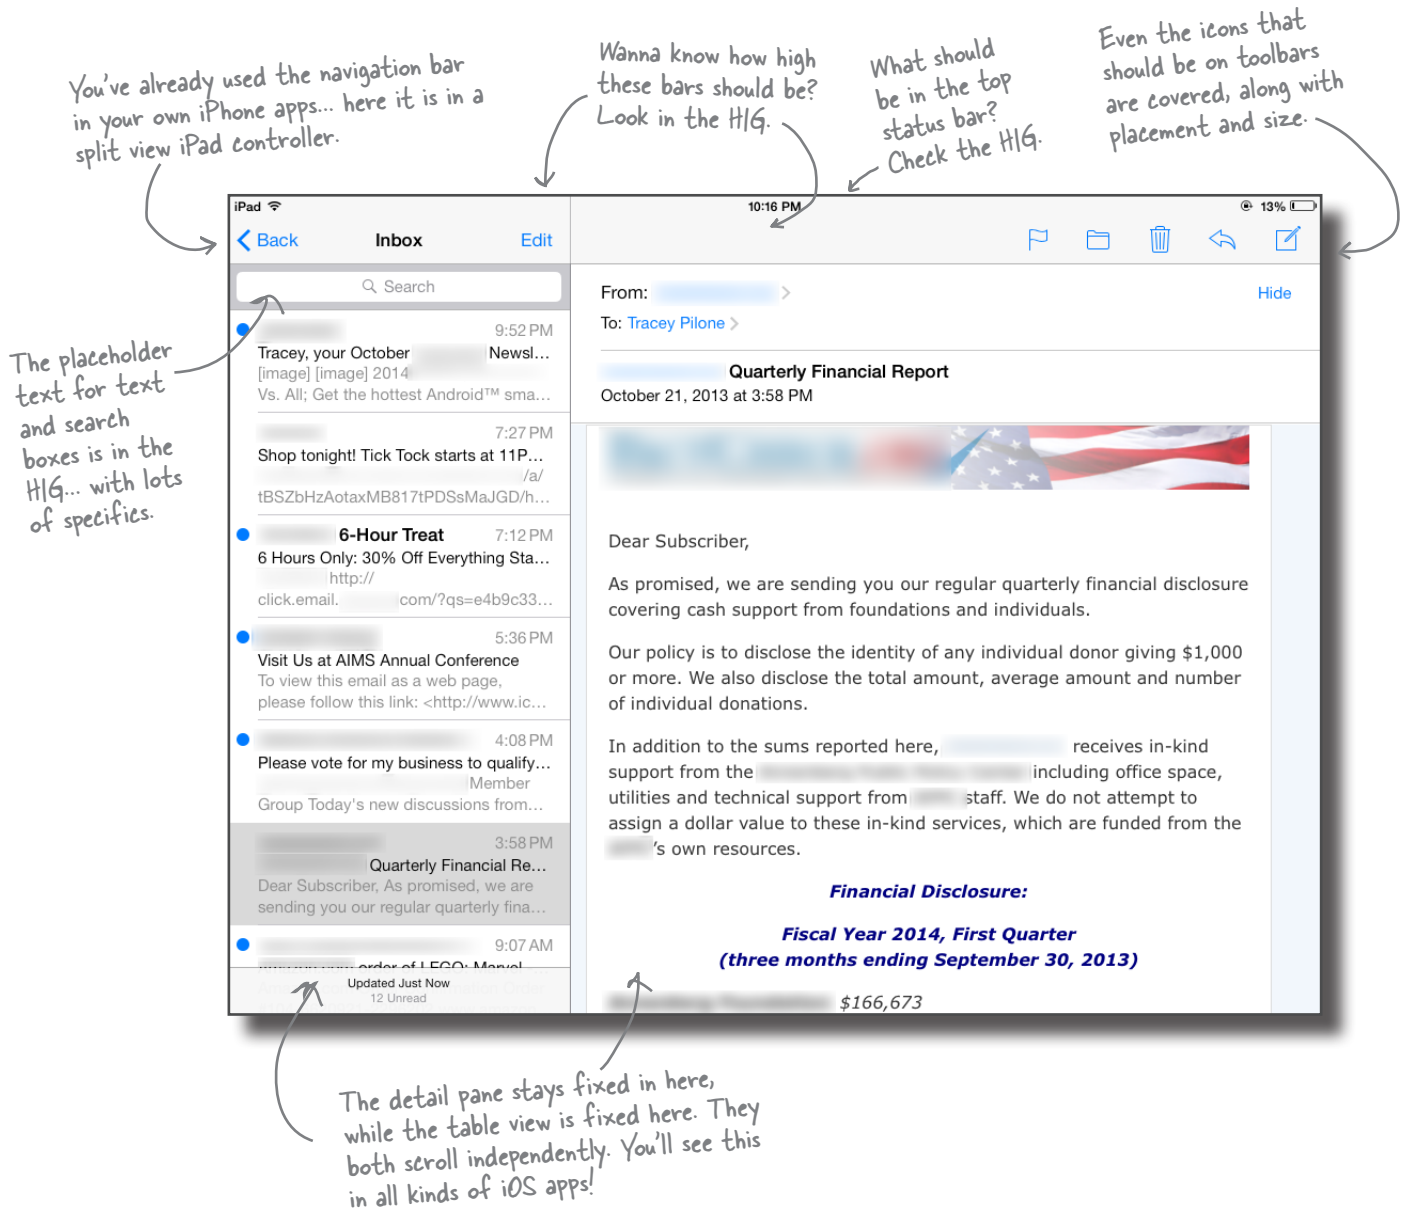 You've already used the navigation bar
in your own iPhone apps... here it is in a
split view iPad controller.
Wanna know how high
these bars should be?
Look in the HIG.
What should
be in the top
status bar?
Check the HIG.
Even the icons that
should be on toolbars
are covered, along with
placement and size.
iPad
10:16 PM
13%
Back
Inbox
Edit
Search
The placeholder
text for text
and search
boxes is in the
HIG... with lots
of specifics.
9:52 PM
Tracey, your October Newsl...
[image] [image] 2014
Vs. All; Get the hottest Android™ sma...
7:27 PM
Shop tonight! Tick Tock starts at 11P...
/a/
tBSZbHzAotaxMB817tPDSsMaJGD/h...
6-Hour Treat 7:12 PM
6 Hours Only: 30% Off Everything Sta...
http://
click.email. com/?qs=e4b9c33...
5:36 PM
Visit Us at AIMS Annual Conference
To view this email as a web page,
please follow this link: <http://www.ic...
4:08 PM
Please vote for my business to qualify...
Member
Group Today's new discussions from...
3:58 PM
Quarterly Financial Re...
Dear Subscriber, As promised, we are
sending you our regular quarterly fina...
9:07 AM
order of LEGO: Marvel
Updated Just Now
12 Unread
From:
Hide
To: Tracey Pilone
Quarterly Financial Report
October 21, 2013 at 3:58 PM
Dear Subscriber,
As promised, we are sending you our regular quarterly financial disclosure
covering cash support from foundations and individuals.
Our policy is to disclose the identity of any individual donor giving $1,000
or more. We also disclose the total amount, average amount and number
of individual donations.
In addition to the sums reported here, receives in-kind
support from the including office space,
utilities and technical support from staff. We do not attempt to
assign a dollar value to these in-kind services, which are funded from the
's own resources.
Financial Disclosure:
Fiscal Year 2014, First Quarter
(three months ending September 30, 2013)
$166,673
The detail pane stays fixed in here,
while the table view is fixed here. They
both scroll independently. You'll see this
in all kinds of iOS apps!